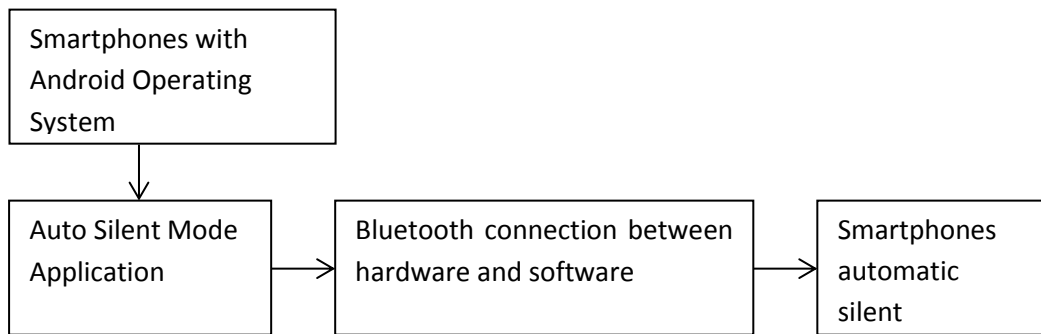 Smartphones with
Android Operating
System
Auto Silent Mode
Application
Bluetooth connection between
hardware and software
Smartphones
automatic
silent